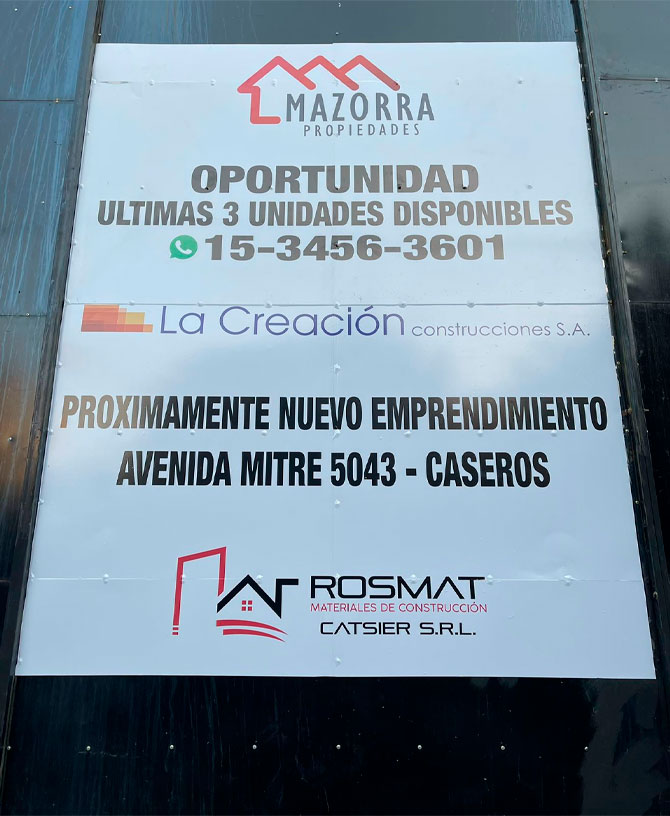 MAZORRA
PROPIEDADES
OPORTUNIDAD
ULTIMAS 3 UNIDADES DISPONIBLES
15-3456-3601
La Creación construcciones S.A.
PROXIMAMENTE NUEVO EMPRENDIMIENTO
AVENIDA MITRE 5043 - CASEROS
ROSMAT
MATERIALES DE CONSTRUCCIÓN
CATSIER S.R.L.